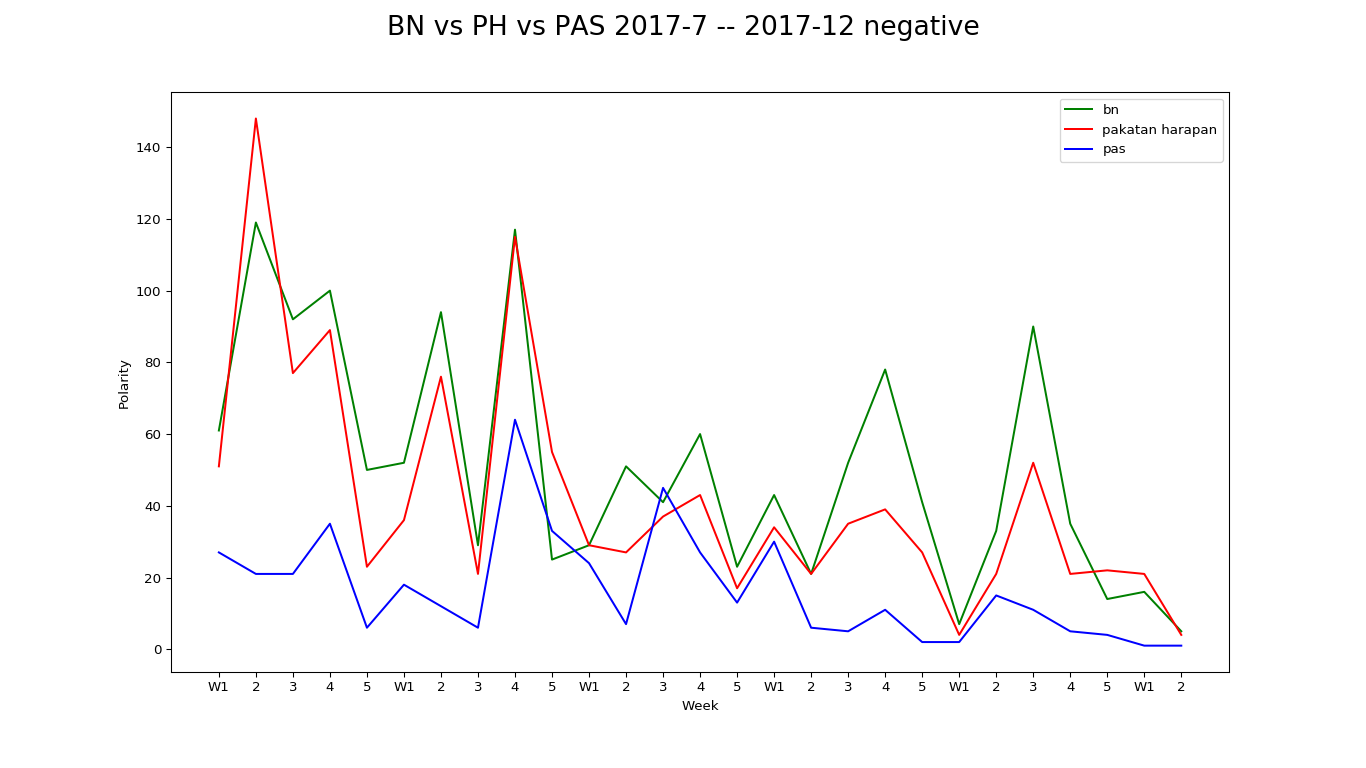 BN vs PH vs PAS 2017-7 -- 2017-12 negative
bn
pakatan harapan
pas
140
120
100
80
60
40
20
0
Polarity
W1 2 3 4 5 W1 2 3 4 5 W1 2 3 4 5 W1 2 3 4 5 W1 2 3 4 5 W1 2
Week